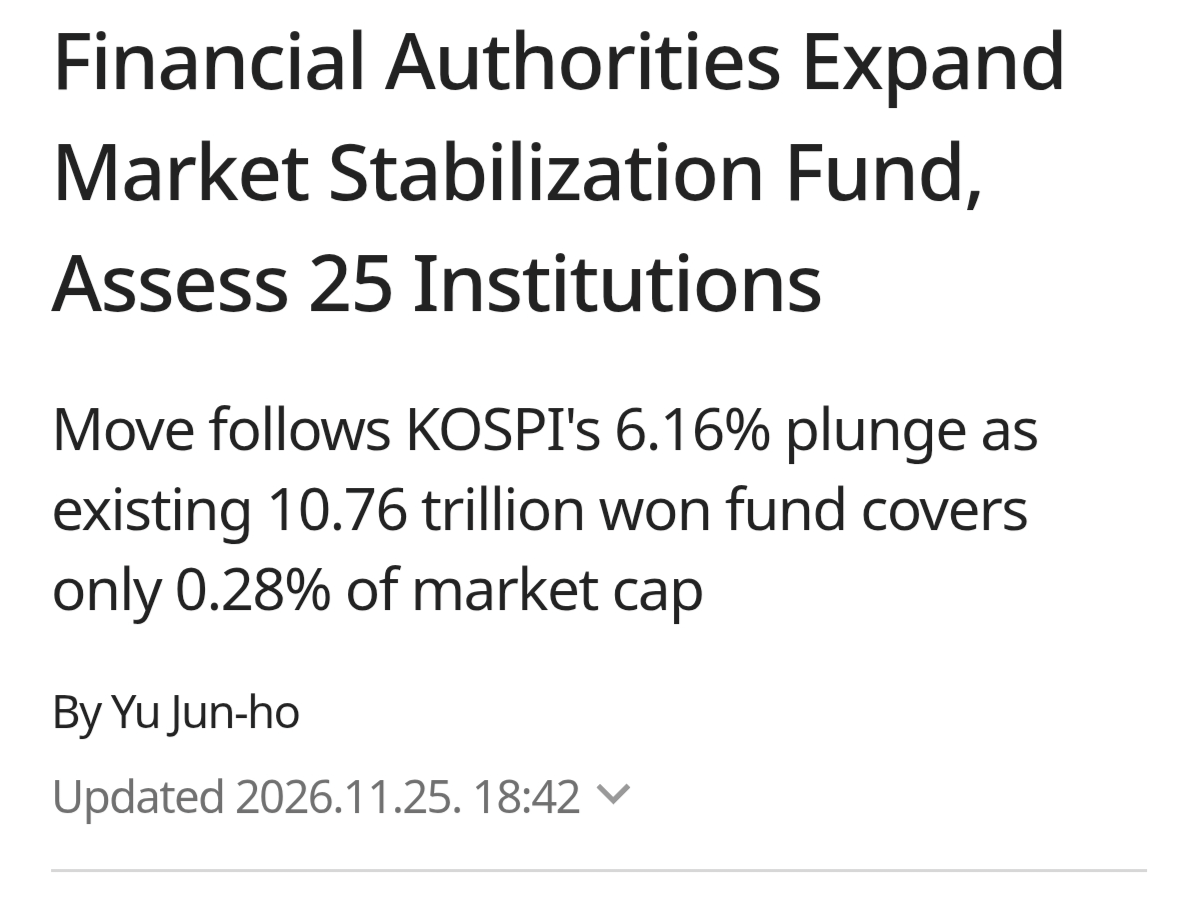 Financial Authorities Expand
Market Stabilization Fund,
Assess 25 Institutions
Move follows KOSPI's 6.16% plunge as
existing 10.76 trillion won fund covers
only 0.28% of market cap
By Yu Jun-ho
Updated 2026.11.25. 18:42